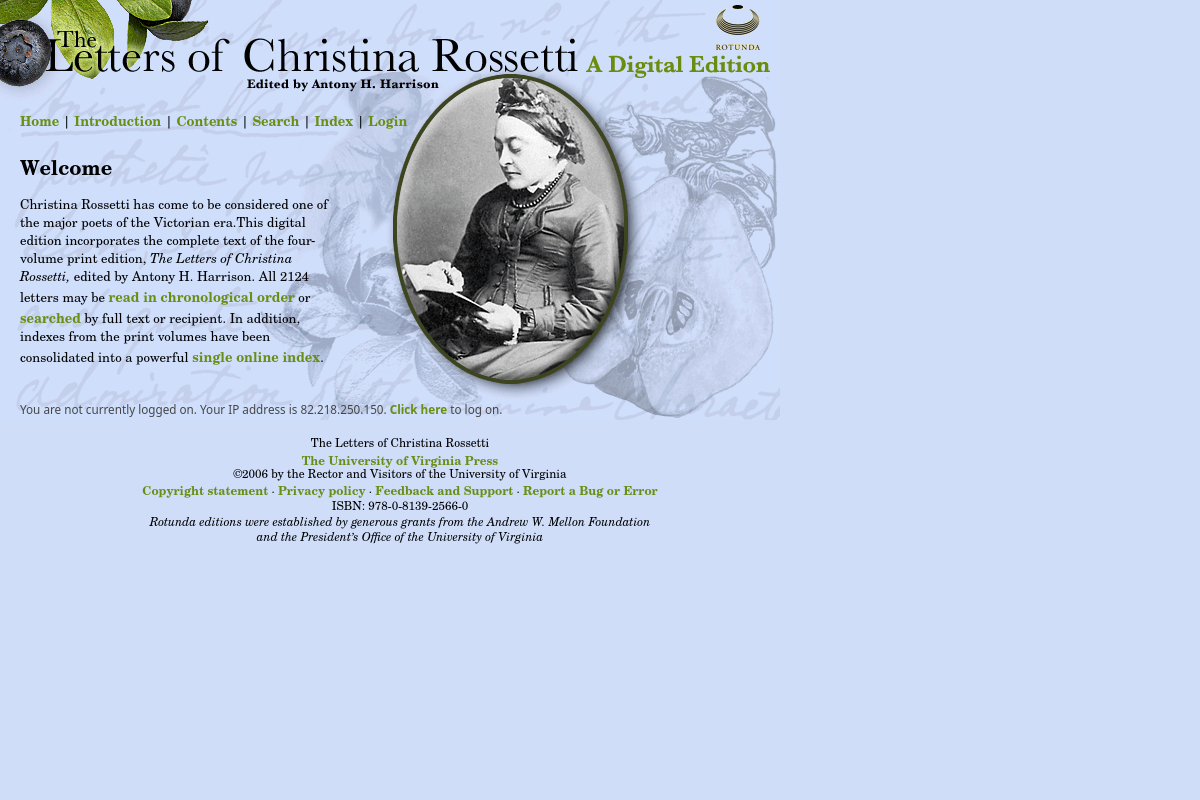 The
Letters of Christina Rossetti A Digital Edition
ROTUNDA
Edited by Antony H. Harrison
Home | Introduction | Contents | Search | Index | Login
Welcome
Christina Rossetti has come to be considered one of
the major poets of the Victorian era.This digital
edition incorporates the complete text of the four-
volume print edition, The Letters of Christina
Rossetti, edited by Antony H. Harrison. All 2124
letters may be read in chronological order or
searched by full text or recipient. In addition,
indexes from the print volumes have been
consolidated into a powerful single online index.
You are not currently logged on. Your IP address is 82.218.250.150. Click here to log on.
The Letters of Christina Rossetti
The University of Virginia Press
©2006 by the Rector and Visitors of the University of Virginia
Copyright statement · Privacy policy · Feedback and Support · Report a Bug or Error
ISBN: 978-0-8139-2566-0
Rotunda editions were established by generous grants from the Andrew W. Mellon Foundation
and the President's Office of the University of Virginia